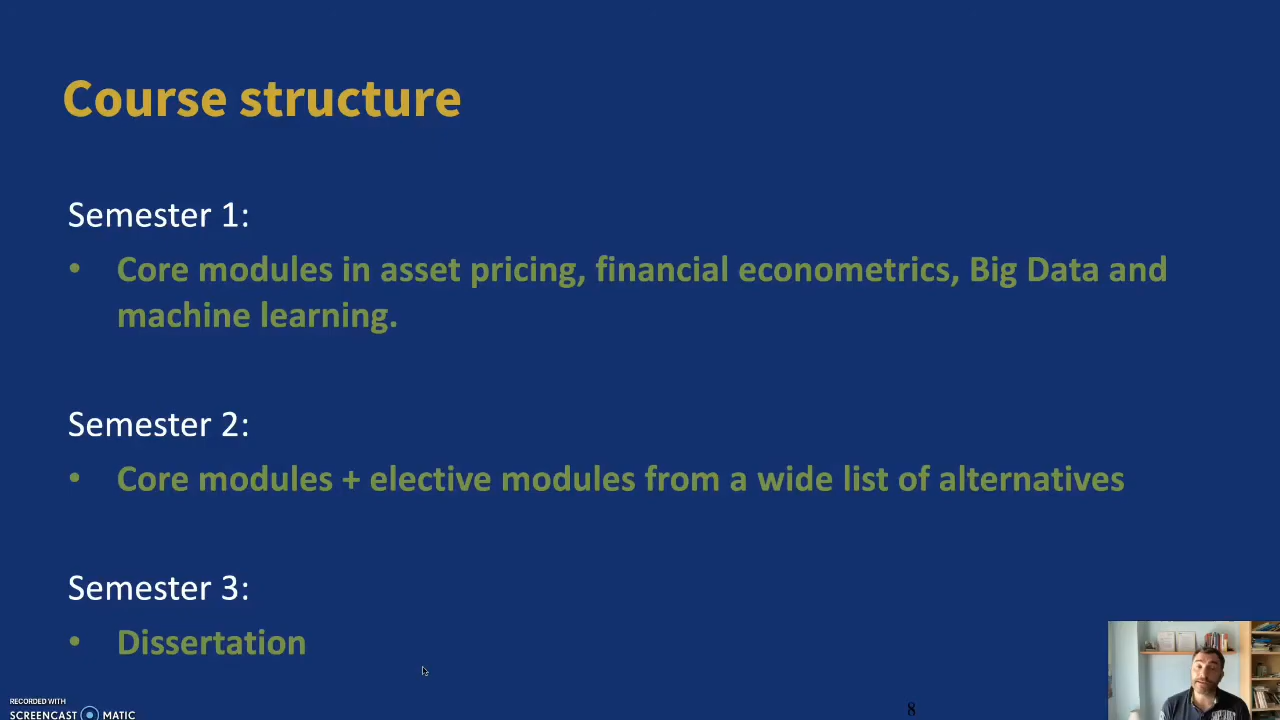 Course structure
Semester 1:
• Core modules in asset pricing, financial econometrics, Big Data and
machine learning.
Semester 2:
• Core modules + elective modules from a wide list of alternatives
Semester 3:
• Dissertation
RECORDED WITH
SCREENCAST MATIC
8